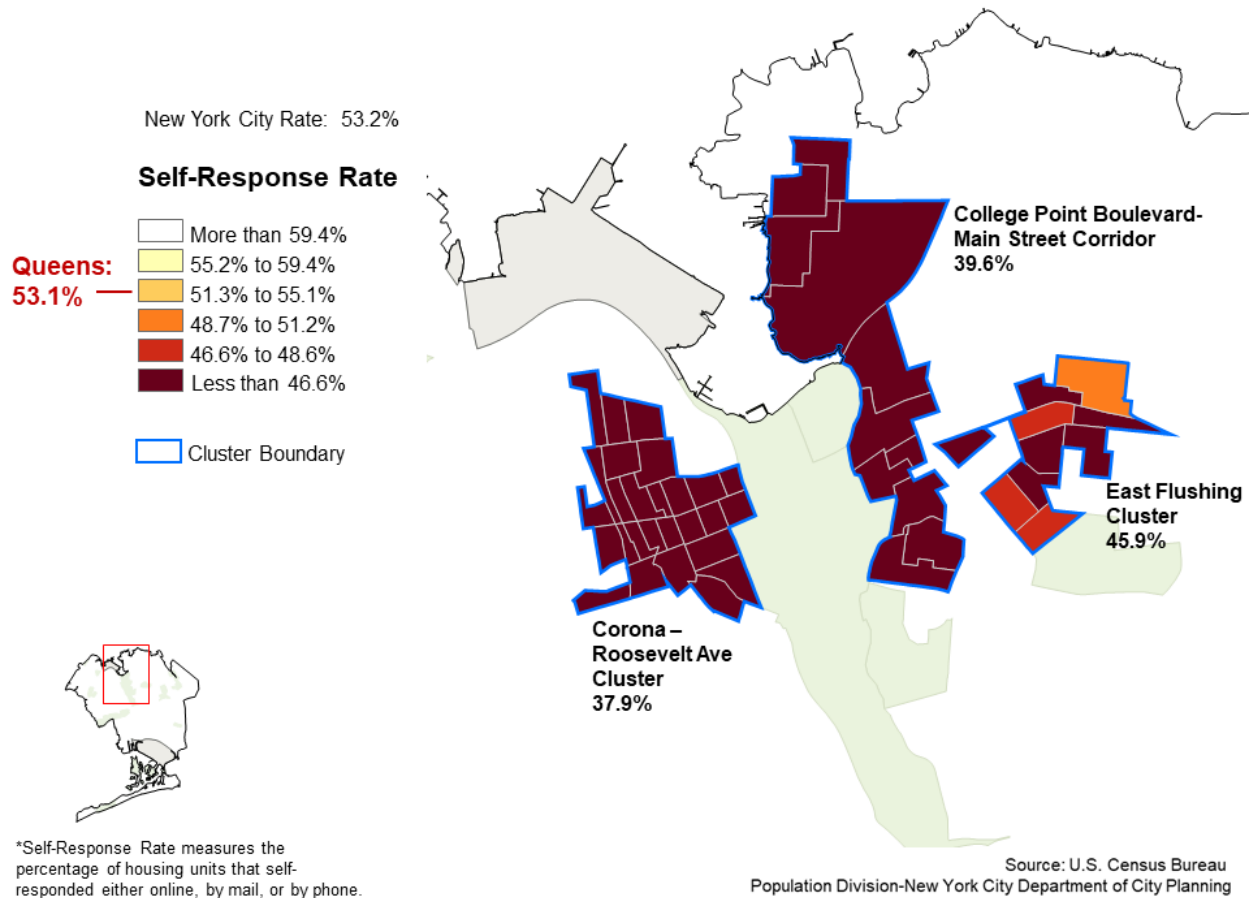 New York City Rate: 53.2%
Self-Response Rate
More than 59.4%
55.2% to 59.4%
Queens:
53.1%
51.3% to 55.1%
48.7% to 51.2%
46.6% to 48.6%
Less than 46.6%
Cluster Boundary
College Point Boulevard-
Main Street Corridor
39.6%
East Flushing
Cluster
45.9%
Corona –
Roosevelt Ave
Cluster
37.9%
*Self-Response Rate measures the
percentage of housing units that self-
responded either online, by mail, or by phone.
Source: U.S. Census Bureau
Population Division-New York City Department of City Planning